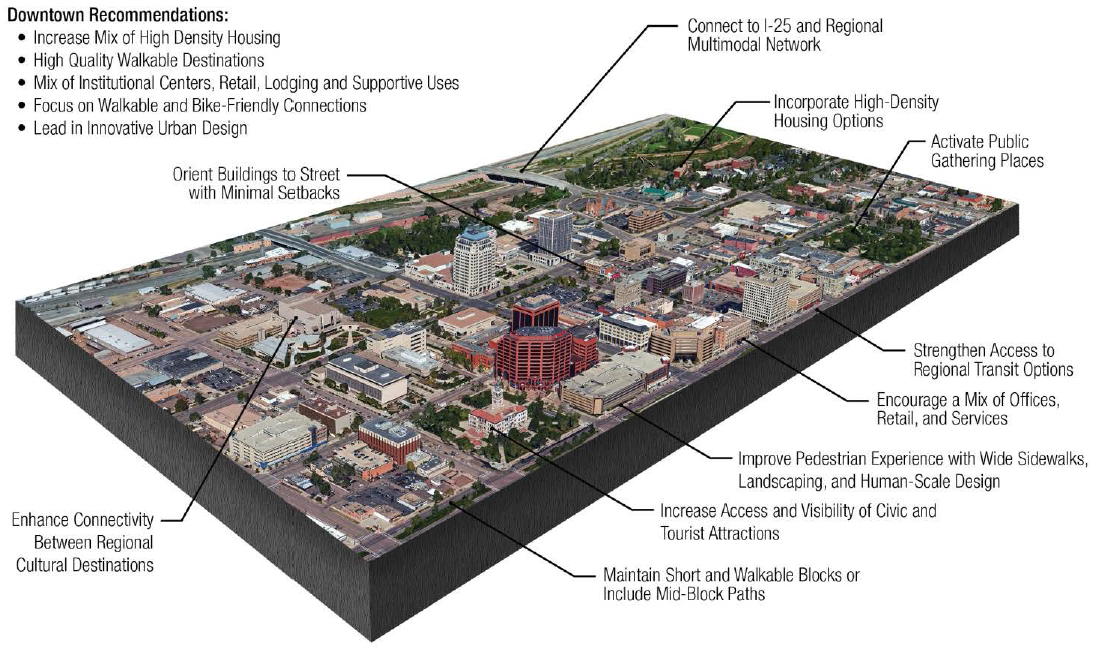 Downtown Recommendations:
• Increase Mix of High Density Housing
• High Quality Walkable Destinations
• Mix of Institutional Centers, Retail, Lodging and Supportive Uses
• Focus on Walkable and Bike-Friendly Connections
• Lead in Innovative Urban Design
Connect to I-25 and Regional
Multimodal Network
Incorporate High-Density
Housing Options
Activate Public
Gathering Places
Orient Buildings to Street
with Minimal Setbacks
Strengthen Access to
Regional Transit Options
Encourage a Mix of Offices,
Retail, and Services
Improve Pedestrian Experience with Wide Sidewalks,
Landscaping, and Human-Scale Design
Increase Access and Visibility of Civic and
Tourist Attractions
Enhance Connectivity
Between Regional
Cultural Destinations
Maintain Short and Walkable Blocks or
Include Mid-Block Paths